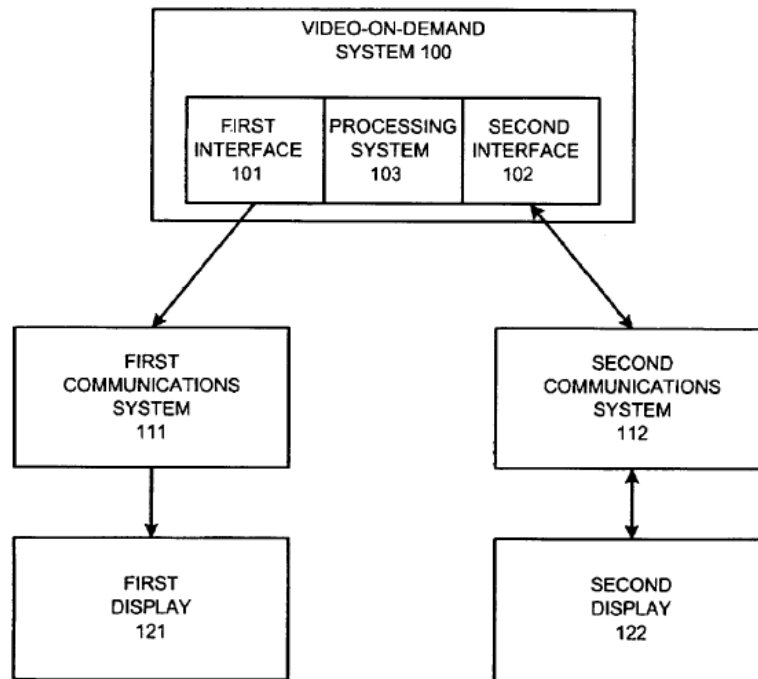 VIDEO-ON-DEMAND
SYSTEM 100
FIRST
INTERFACE
101
PROCESSING
SYSTEM
103
SECOND
INTERFACE
102
FIRST
COMMUNICATIONS
SYSTEM
111
SECOND
COMMUNICATIONS
SYSTEM
112
FIRST
DISPLAY
121
SECOND
DISPLAY
122